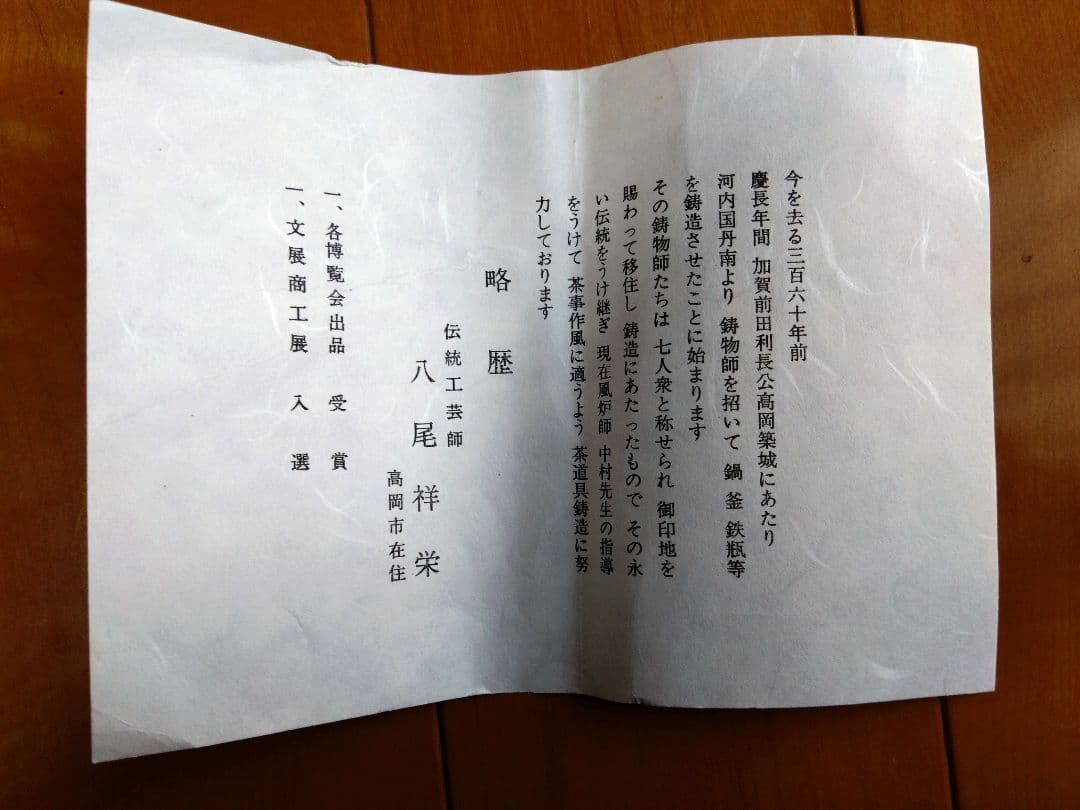 今を去る三百六十年前
慶長年間 加賀前田利長公高岡築城にあたり
河内国丹南より 鋳物師を招いて 鍋 釜 鉄瓶等
を鋳造させたことに始まります
その鋳物師たちは 七人衆と称せられ 御印地を
賜わって移住し 鋳造にあたったもので その永
い伝統をうけ継ぎ 現在風炉師 中村先生の指導
をうけて 茶事作風に適うよう 茶道具鋳造に努
力しております
略歴
伝統工芸師
八尾祥栄
高岡市在住
一、各博覧会出品 受賞
一、文展商工展 入選